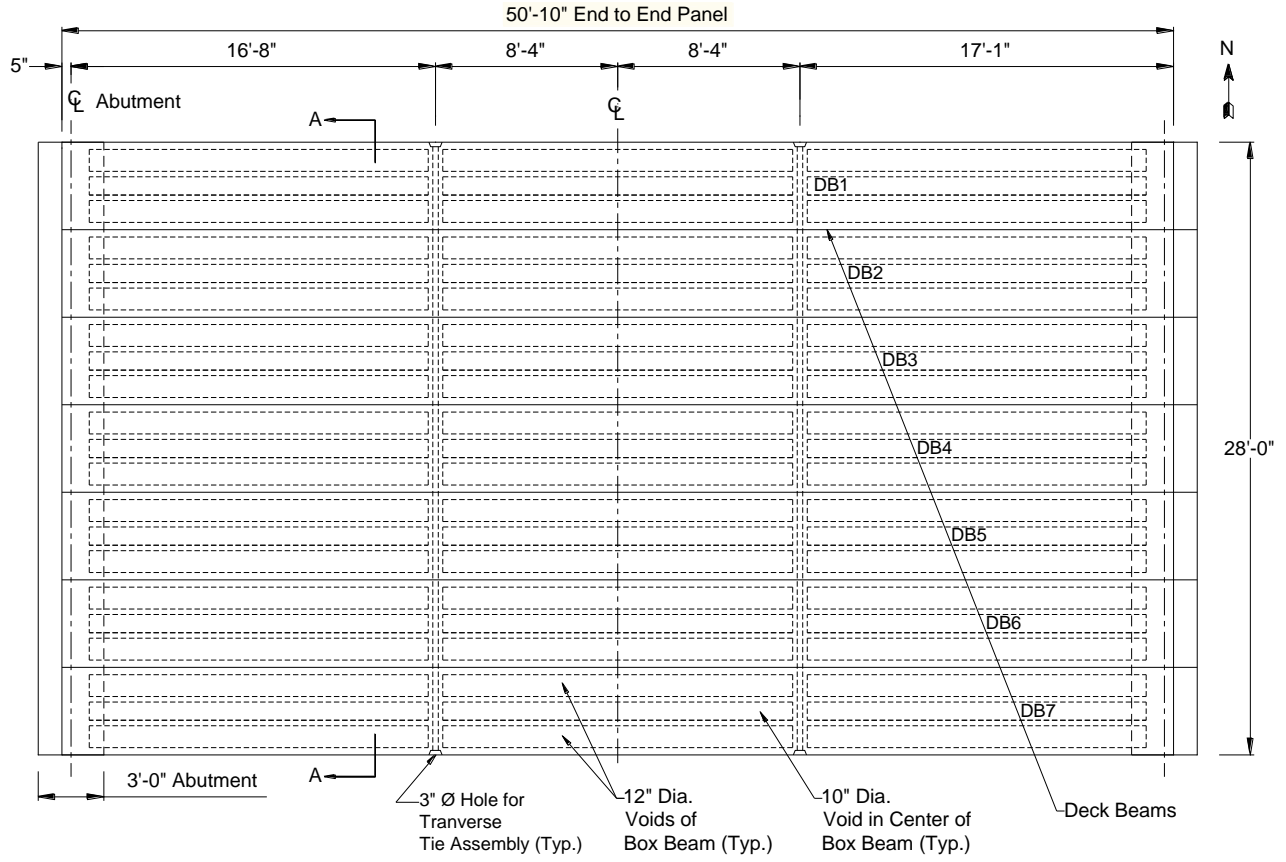 50'-10" End to End Panel
16'-8"
8'-4"
8'-4"
17'-1"
5"
N
℄ Abutment
℄
A
DB1
DB2
DB3
DB4
28'-0"
DB5
DB6
DB7
3'-0" Abutment
A
3" Ø Hole for
Tranverse
Tie Assembly (Typ.)
12" Dia.
Voids of
Box Beam (Typ.)
10" Dia.
Void in Center of
Box Beam (Typ.)
Deck Beams